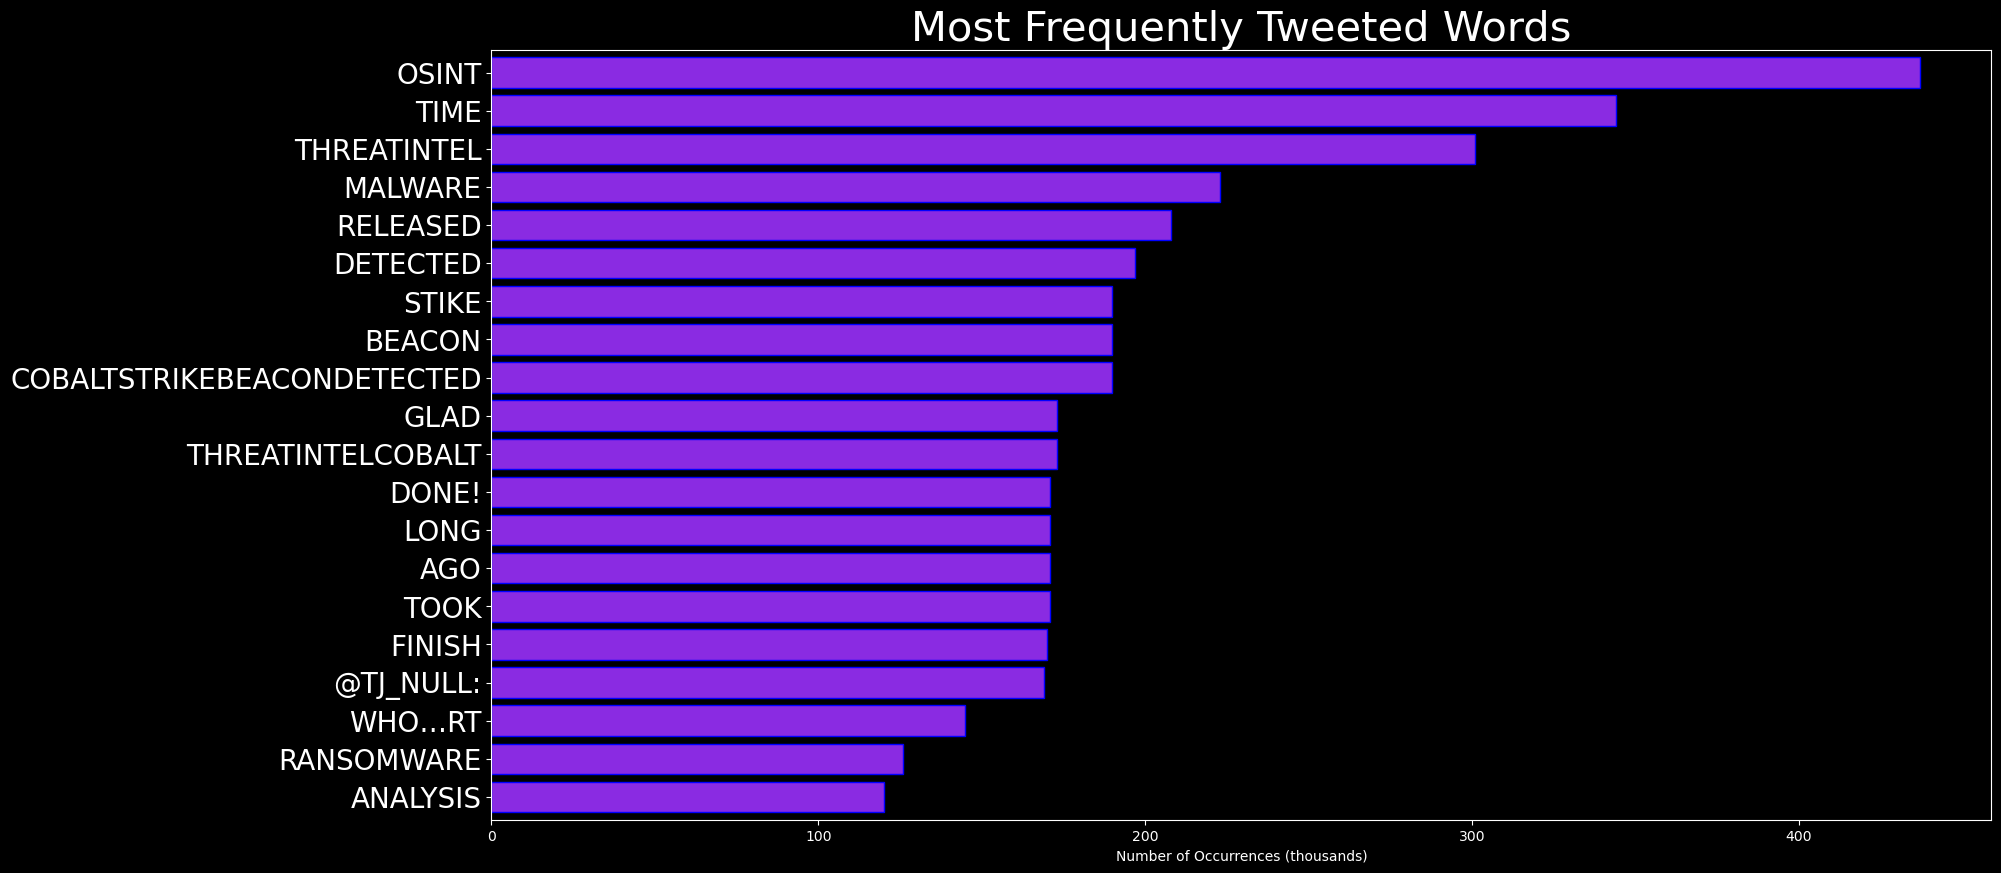 Most Frequently Tweeted Words
OSINT
TIME
THREATINTEL
MALWARE
RELEASED
DETECTED
STIKE
BEACON
COBALTSTRIKEBEACONDETECTED
GLAD
THREATINTELCOBALT
DONE!
LONG
AGO
TOOK
FINISH
@TJ_NULL:
WHO…RT
RANSOMWARE
ANALYSIS
0 100 200 300 400
Number of Occurrences (thousands)